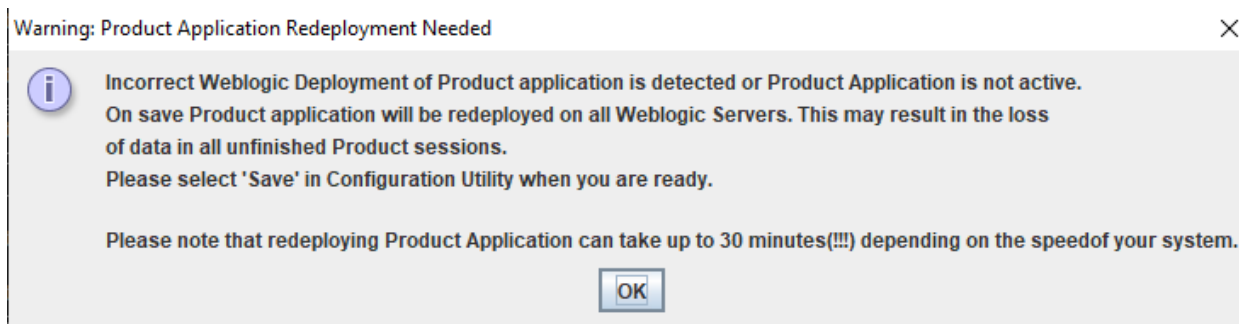 Warning: Product Application Redeployment Needed
Incorrect Weblogic Deployment of Product application is detected or Product Application is not active.
On save Product application will be redeployed on all Weblogic Servers. This may result in the loss
of data in all unfinished Product sessions.
Please select 'Save' in Configuration Utility when you are ready.
Please note that redeploying Product Application can take up to 30 minutes(!!!) depending on the speedof your system.
OK